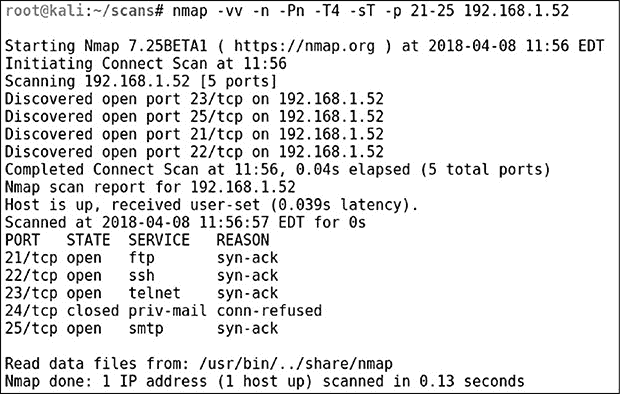 root@kali:~/scans# nmap -vv -n -Pn -T4 -sT -p 21-25 192.168.1.52
Starting Nmap 7.25BETA1 ( https://nmap.org ) at 2018-04-08 11:56 EDT
Initiating Connect Scan at 11:56
Scanning 192.168.1.52 [5 ports]
Discovered open port 23/tcp on 192.168.1.52
Discovered open port 25/tcp on 192.168.1.52
Discovered open port 21/tcp on 192.168.1.52
Discovered open port 22/tcp on 192.168.1.52
Completed Connect Scan at 11:56, 0.04s elapsed (5 total ports)
Nmap scan report for 192.168.1.52
Host is up, received user-set (0.039s latency).
Scanned at 2018-04-08 11:56:57 EDT for 0s
PORT   STATE  SERVICE   REASON
21/tcp open   ftp       syn-ack
22/tcp open   ssh       syn-ack
23/tcp open   telnet    syn-ack
24/tcp closed priv-mail conn-refused
25/tcp open   smtp      syn-ack
Read data files from: /usr/bin/../share/nmap
Nmap done: 1 IP address (1 host up) scanned in 0.13 seconds